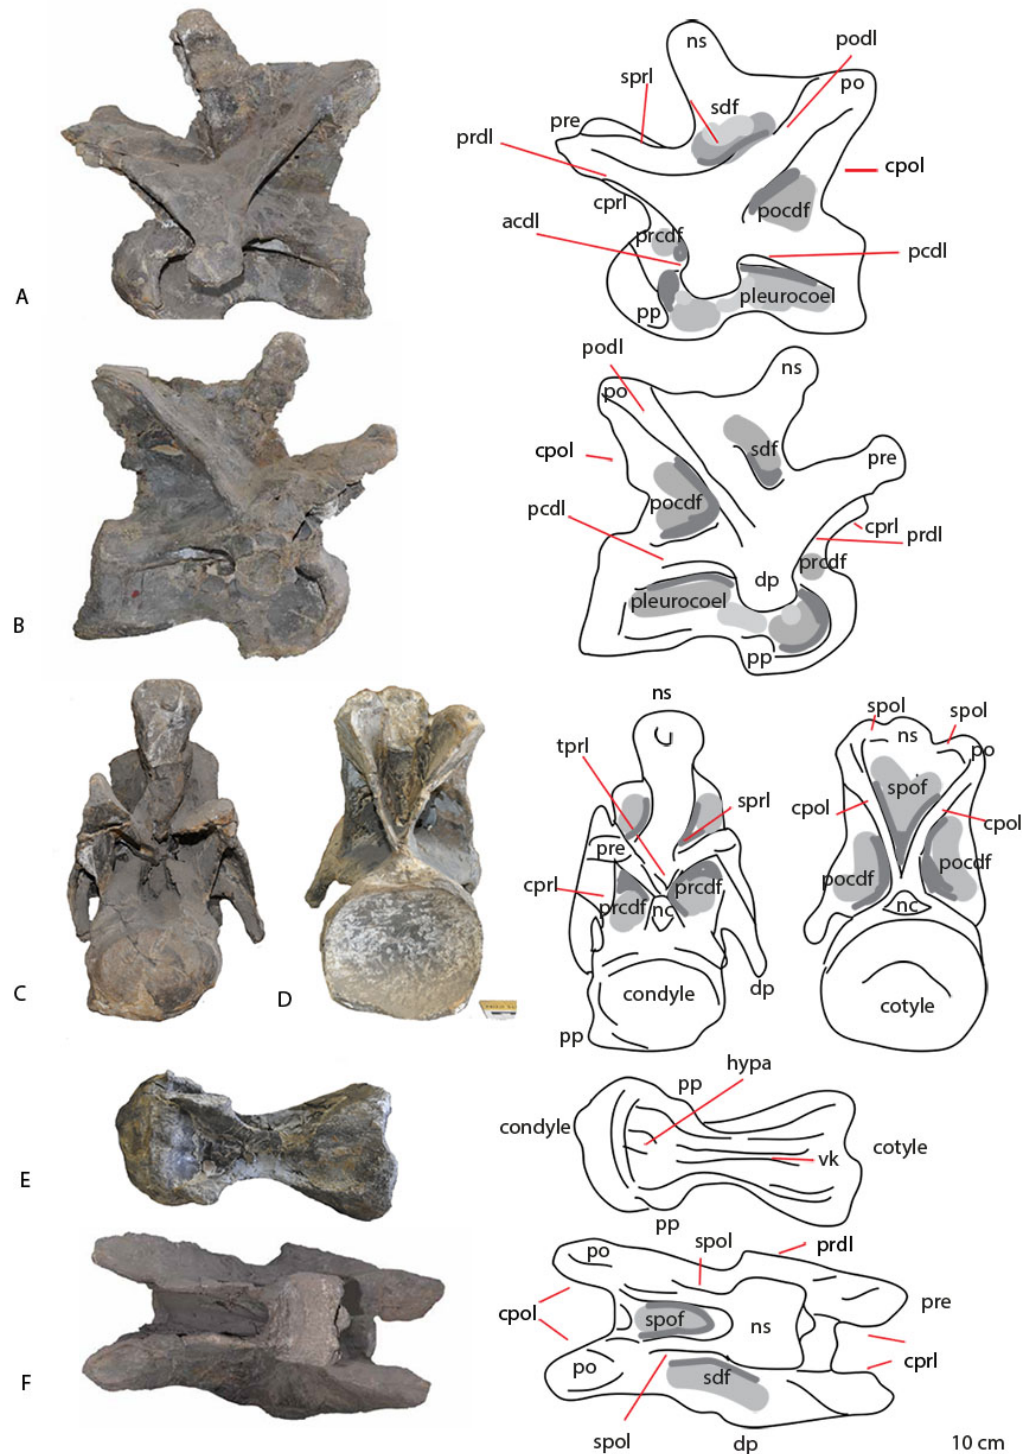 ns
podl
sprl
po
sdf
pre
prdl
cpol
cprl
pocdf
acdl
prcdf
pcdl
A
pleurocoel
pp
podl
ns
po
sdf
cpol
pre
pocdf
pcdl
cprl
prdl
prcdf
dp
pleurocoel
B
pp
ns
spol
spol
ns
tprl
po
spof
sprl
cpol
cpol
pre
cprl
prcdf
pocdf
pocdf
prcdf
nc
nc
C
D
condyle
dp
cotyle
pp
hypa
pp
condyle
cotyle
vk
E
pp
spol
prdl
po
cpol
pre
spof
ns
cprl
po
sdf
F
spol
dp
10 cm